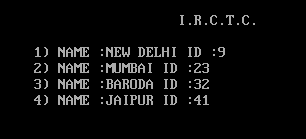 I.R.C.T.C.
1) NAME :NEW DELHI ID :9
2) NAME :MUMBAI ID :23
3) NAME :BARODA ID :32
4) NAME :JAIPUR ID :41